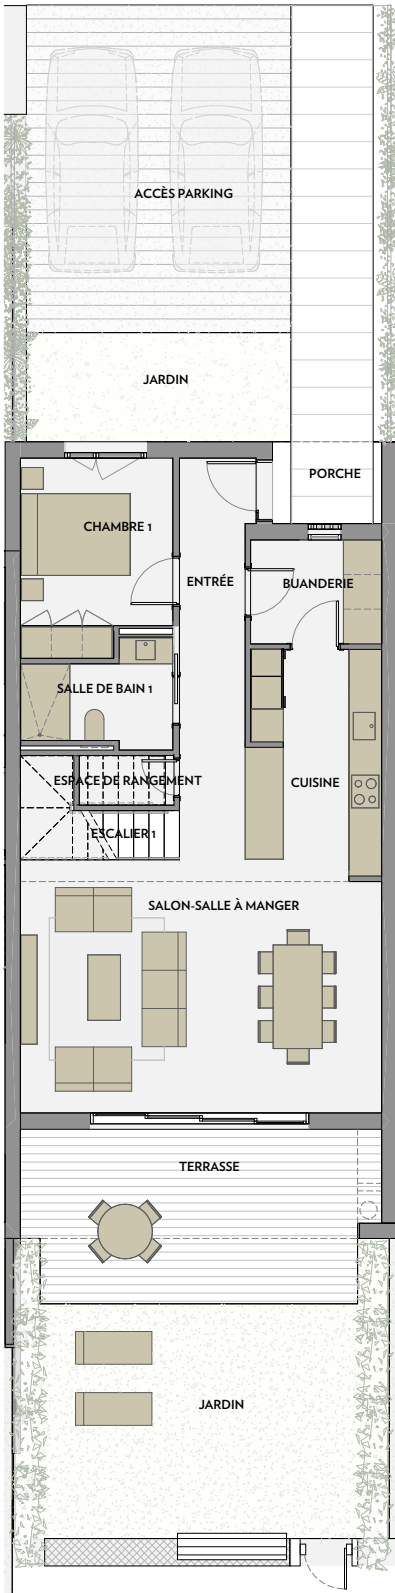 ACCÈS PARKING
JARDIN
PORCHE
CHAMBRE 1
ENTRÉE
BUANDERIE
SALLE DE BAIN 1
ESPACE DE RANGEMENT
CUISINE
ESCALIER 1
SALON-SALLE À MANGER
TERRASSE
JARDIN